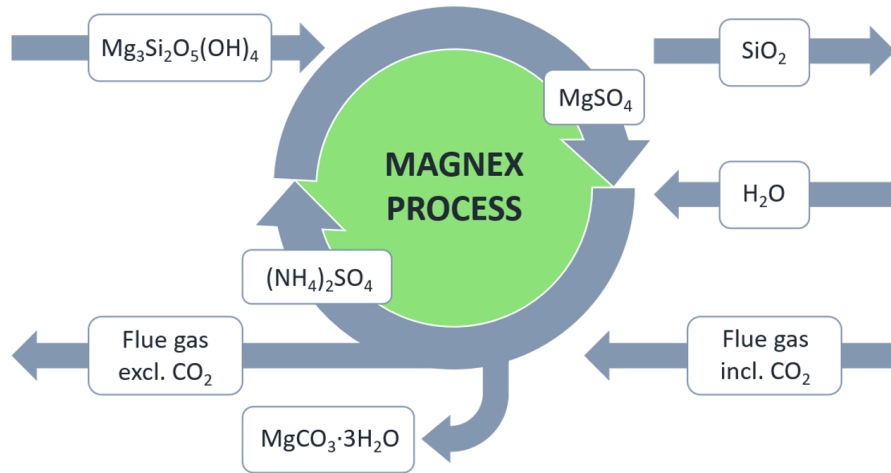 Mg₃Si₂O₅(OH)₄
SiO₂
MgSO₄
MAGNEX
PROCESS
H₂O
(NH₄)₂SO₄
Flue gas
excl. CO₂
Flue gas
incl. CO₂
MgCO₃·3H₂O